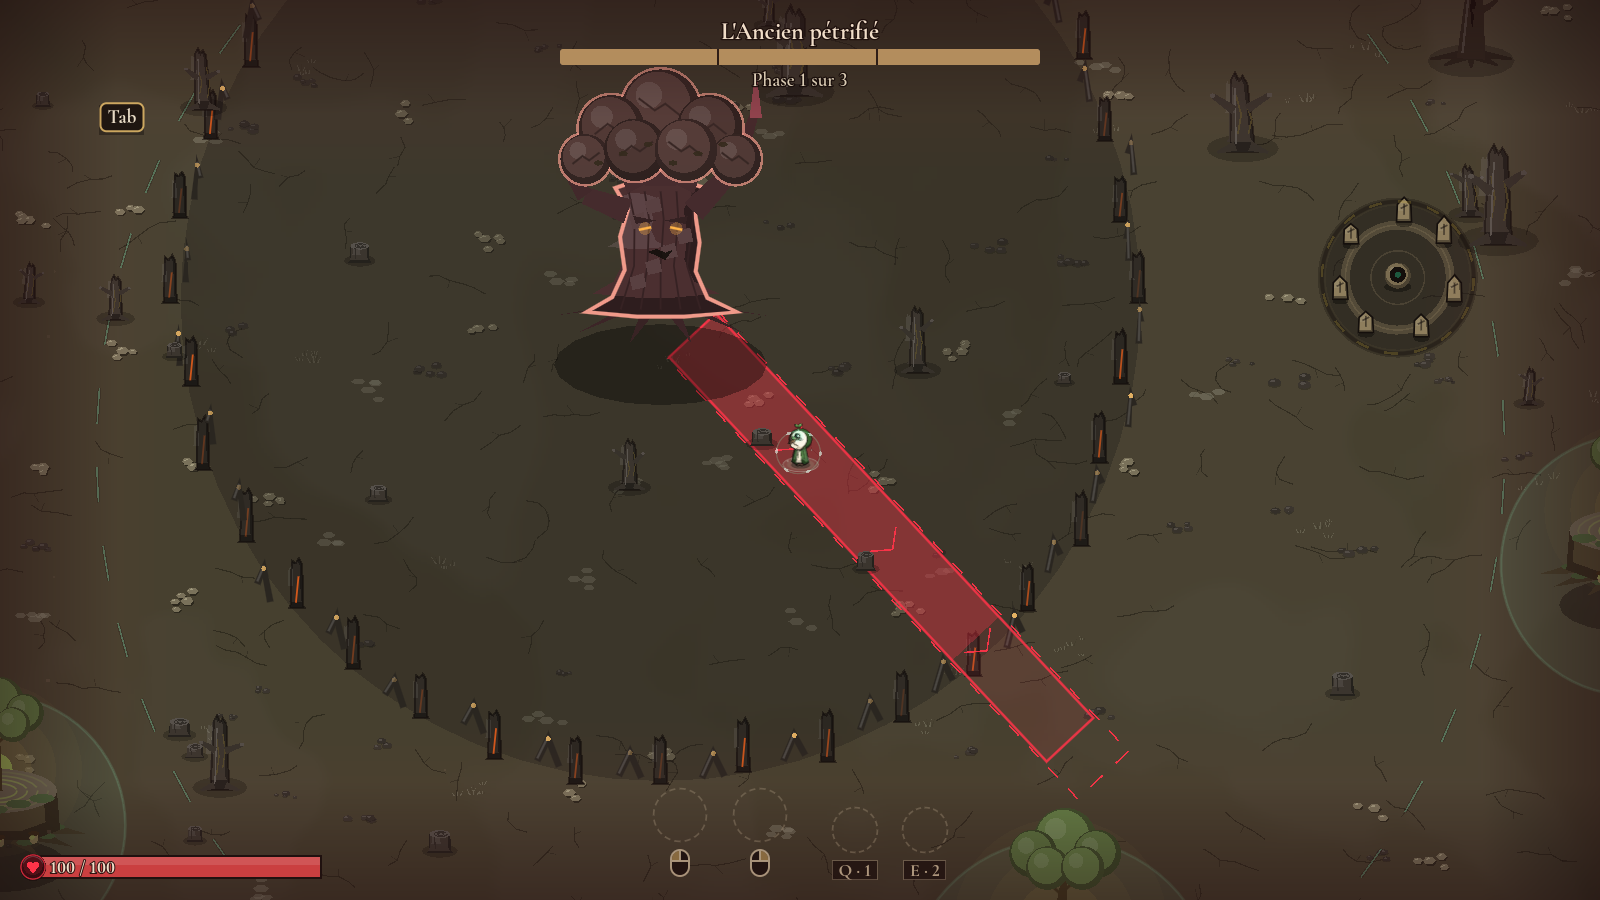 L'Ancien pétrifié
Phase 1 sur 3
Tab
100 / 100
Q · 1
E · 2